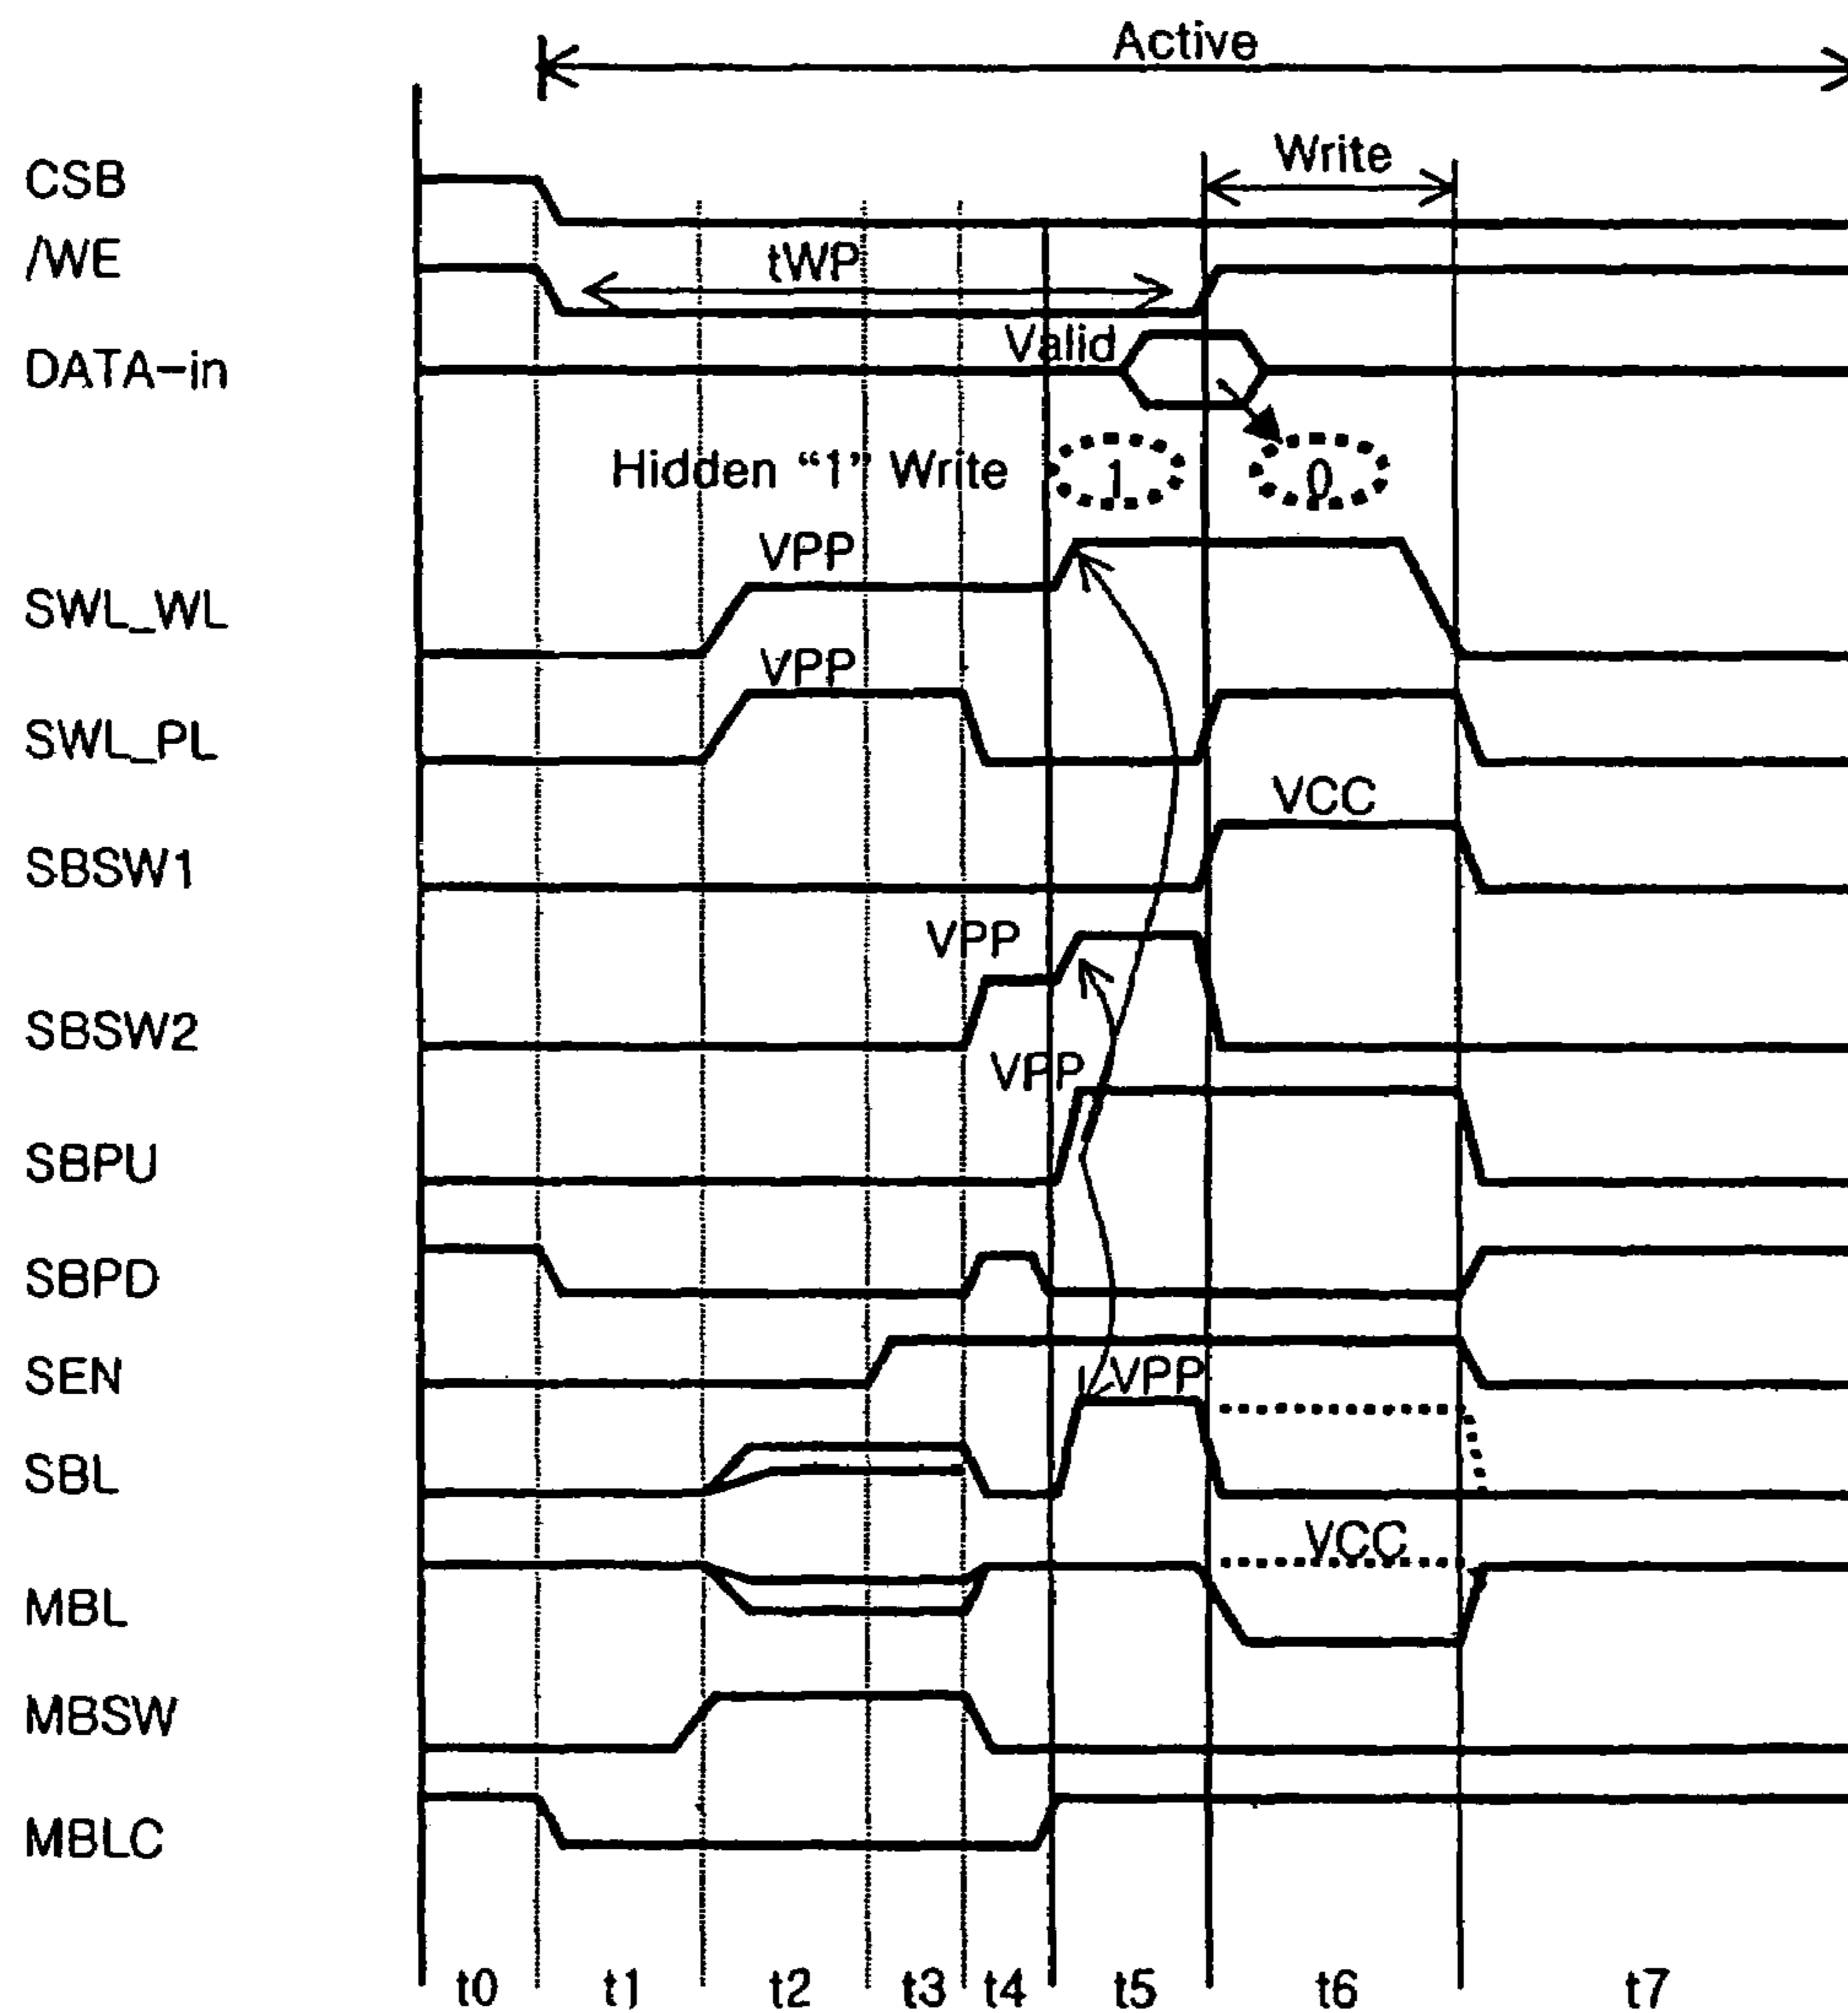 Active
Write
CSB
/WE
tWP
Valid
DATA-in
Hidden "1" Write
1
0
VPP
SWL_WL
VPP
SWL_PL
VCC
SBSW1
VPP
SBSW2
VPP
SBPU
SBPD
SEN
VPP
SBL
VCC
MBL
MBSW
MBLC
t0 t1 t2 t3 t4 t5 t6 t7